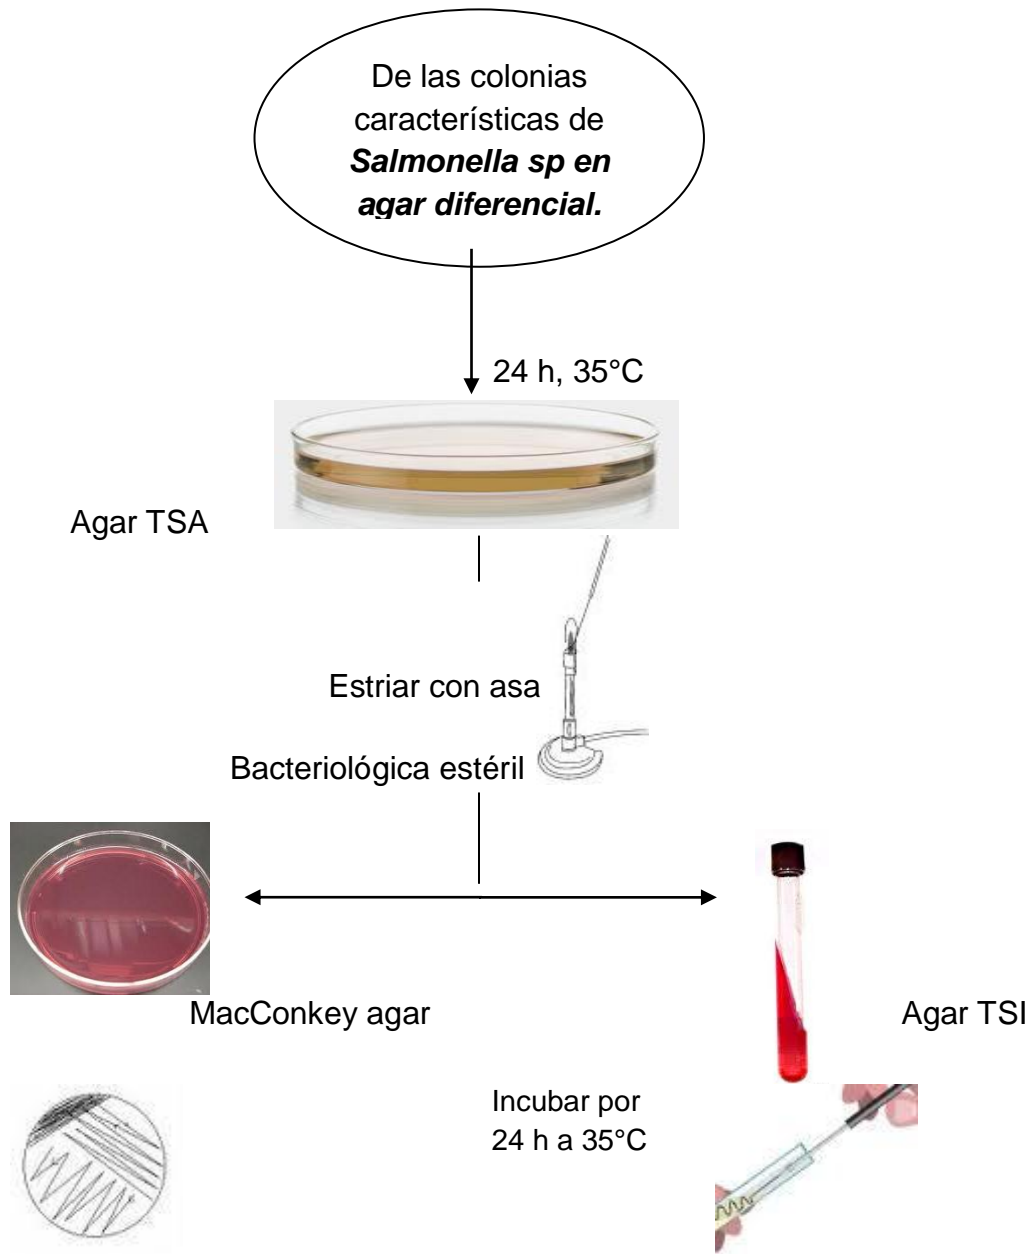 De las colonias
características de
Salmonella sp en
agar diferencial.
24 h, 35°C
Agar TSA
Estriar con asa
Bacteriológica estéril
MacConkey agar
Agar TSI
Incubar por
24 h a 35°C